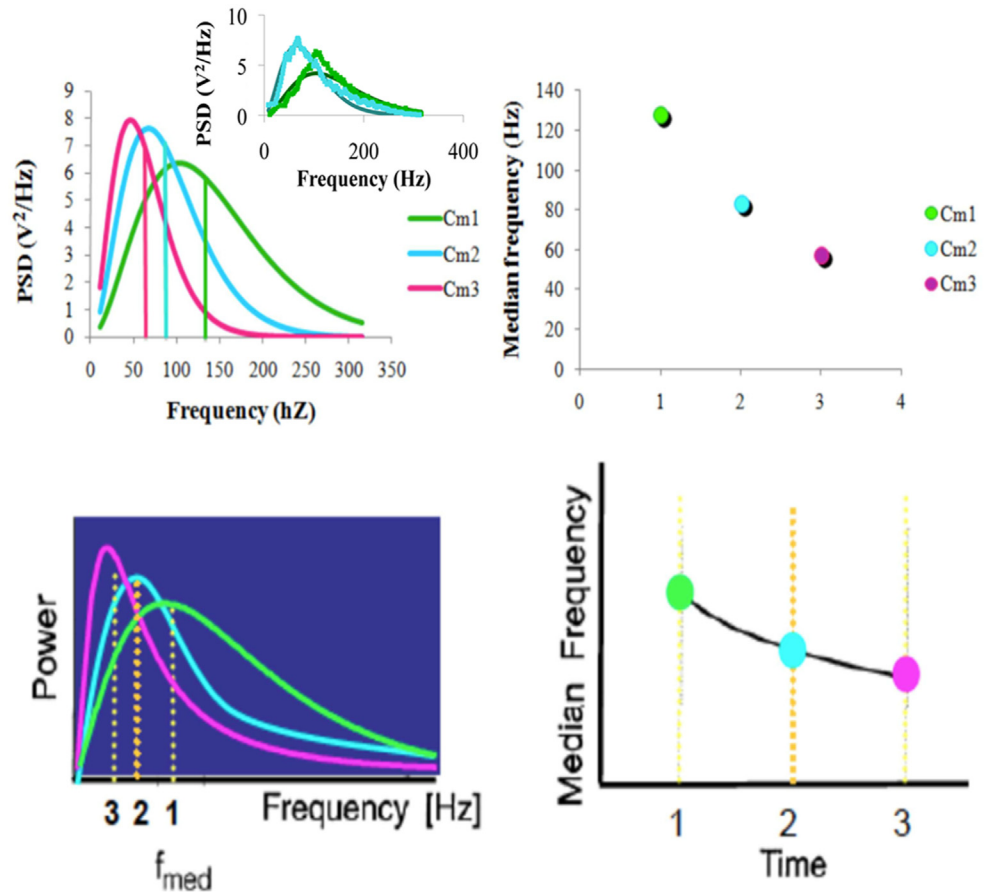 10
5
0
0 200 400
PSD (V²/Hz)
Frequency (Hz)
9
8
7
6
5
4
3
2
1
0
0 50 100 150 200 250 300 350
PSD (V²/Hz)
Frequency (hZ)
Cm1
Cm2
Cm3
140
120
100
80
60
40
20
0
0 1 2 3 4
Median frequency (Hz)
Cm1
Cm2
Cm3
Power
3 2 1
Frequency [Hz]
fmed
Median Frequency
1 2 3
Time